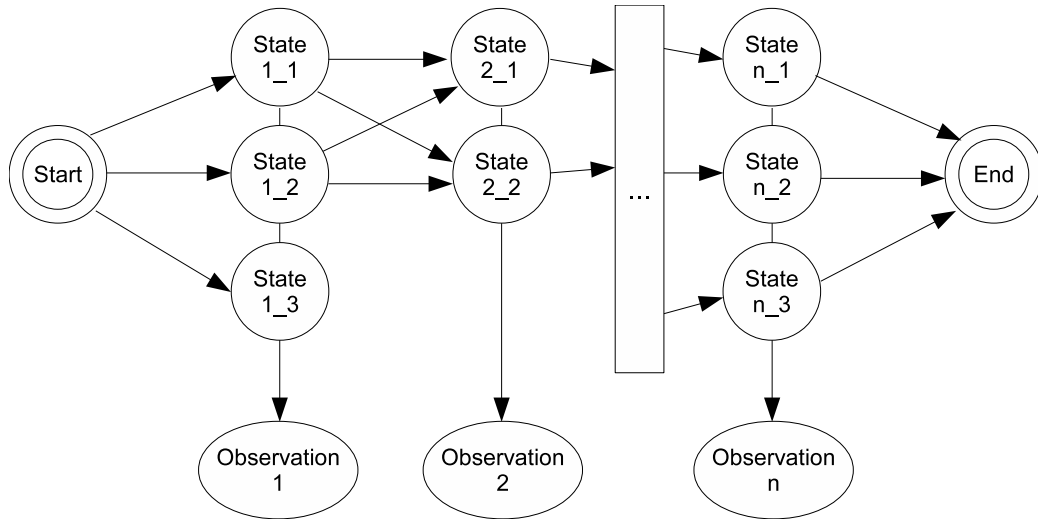 Start
State
1_1
State
1_2
State
1_3
Observation
1
State
2_1
State
2_2
Observation
2
...
State
n_1
State
n_2
State
n_3
Observation
n
End